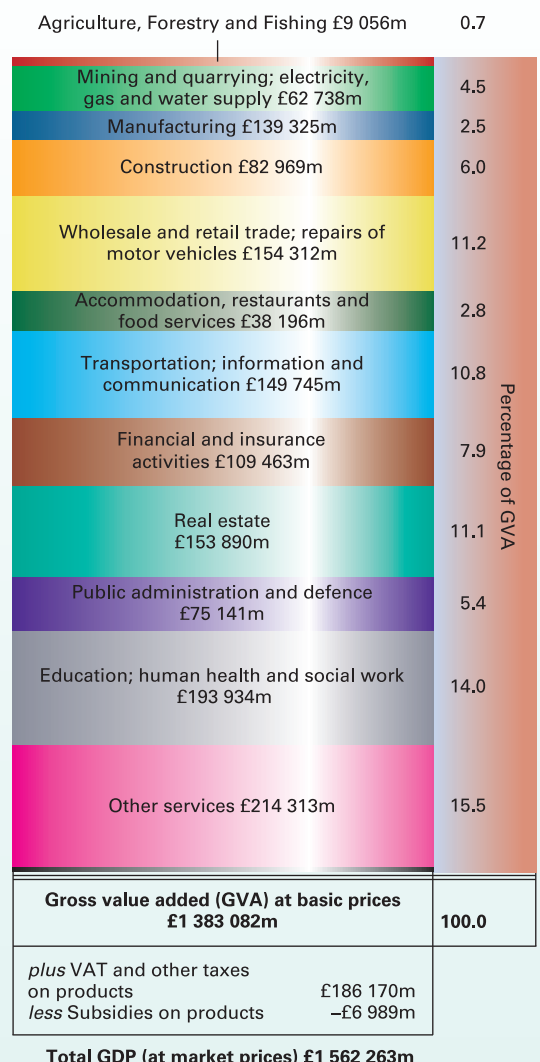 Agriculture, Forestry and Fishing £9 056m 0.7
Mining and quarrying; electricity,
gas and water supply £62 738m 4.5
Manufacturing £139 325m 2.5
Construction £82 969m 6.0
Wholesale and retail trade; repairs of
motor vehicles £154 312m 11.2
Accommodation, restaurants and
food services £38 196m 2.8
Transportation; information and
communication £149 745m 10.8
Financial and insurance
activities £109 463m 7.9
Real estate
£153 890m 11.1
Public administration and defence
£75 141m 5.4
Education; human health and social work
£193 934m 14.0
Other services £214 313m 15.5
Percentage of GVA
Gross value added (GVA) at basic prices
£1 383 082m 100.0
plus VAT and other taxes
on products £186 170m
less Subsidies on products –£6 989m
Total GDP (at market prices) £1 562 263m